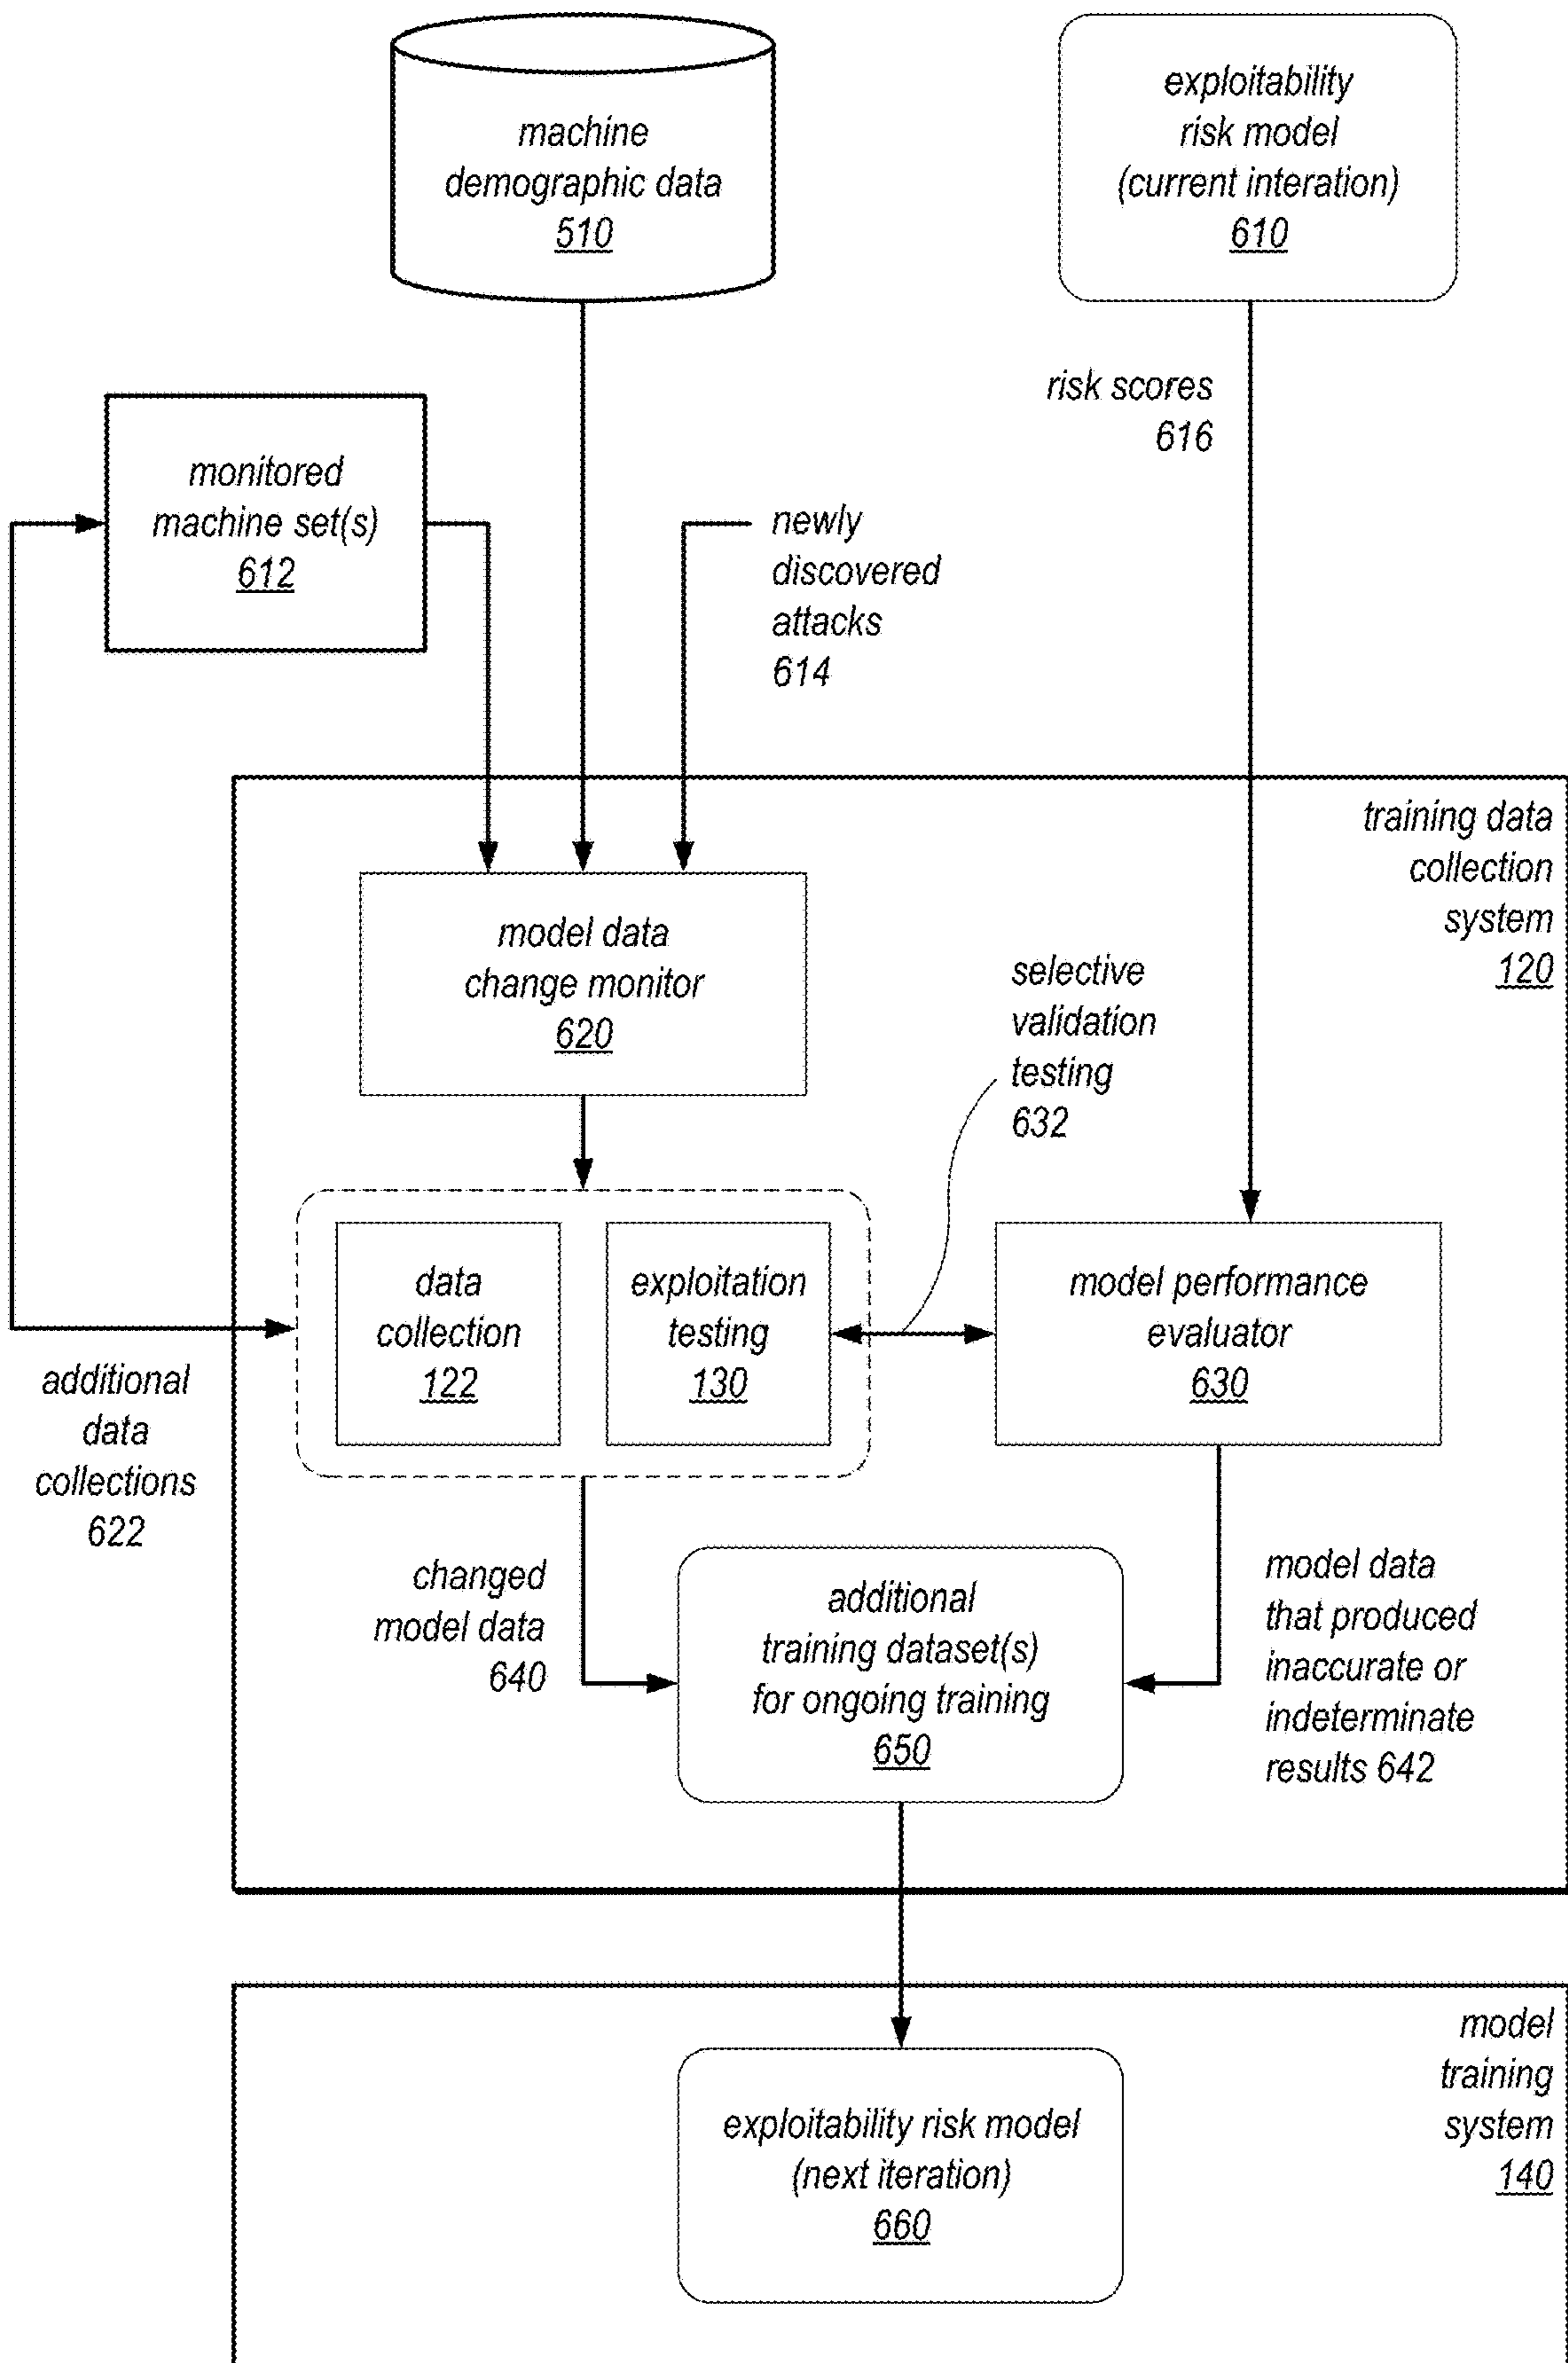 machine
demographic data
510
exploitability
risk model
(current interation)
610
risk scores
616
monitored
machine set(s)
612
newly
discovered
attacks
614
training data
collection
system
120
model data
change monitor
620
selective
validation
testing
632
data
collection
122
exploitation
testing
130
model performance
evaluator
630
additional
data
collections
622
changed
model data
640
additional
training dataset(s)
for ongoing training
650
model data
that produced
inaccurate or
indeterminate
results 642
model
training
system
140
exploitability risk model
(next iteration)
660